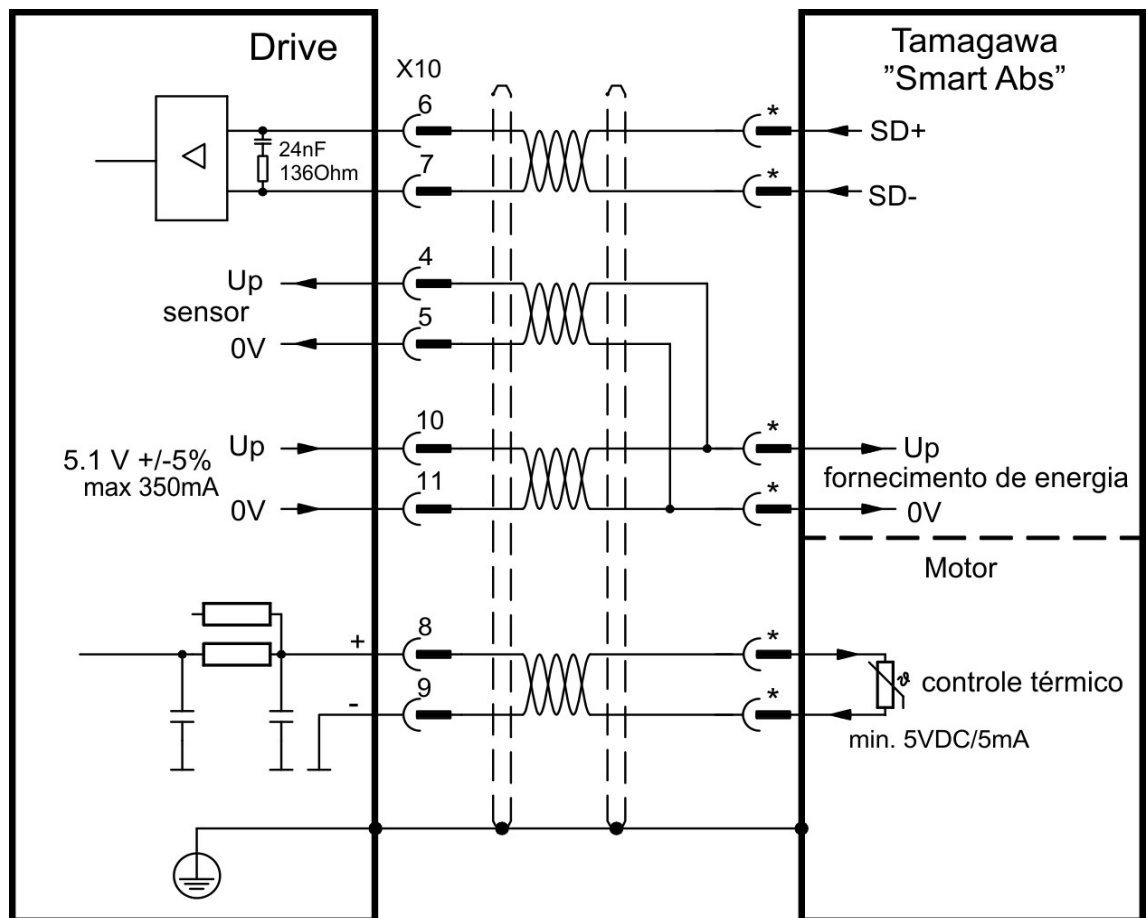 Drive
X10
Tamagawa
"Smart Abs"
6
*
SD+
24nF
136Ohm
7
*
SD-
Up
4
sensor
0V
5
5.1 V +/-5%
max 350mA
Up
10
*
Up
fornecimento de energia
0V
11
*
0V
Motor
+
8
*
controle térmico
ϑ
-
9
*
min. 5VDC/5mA